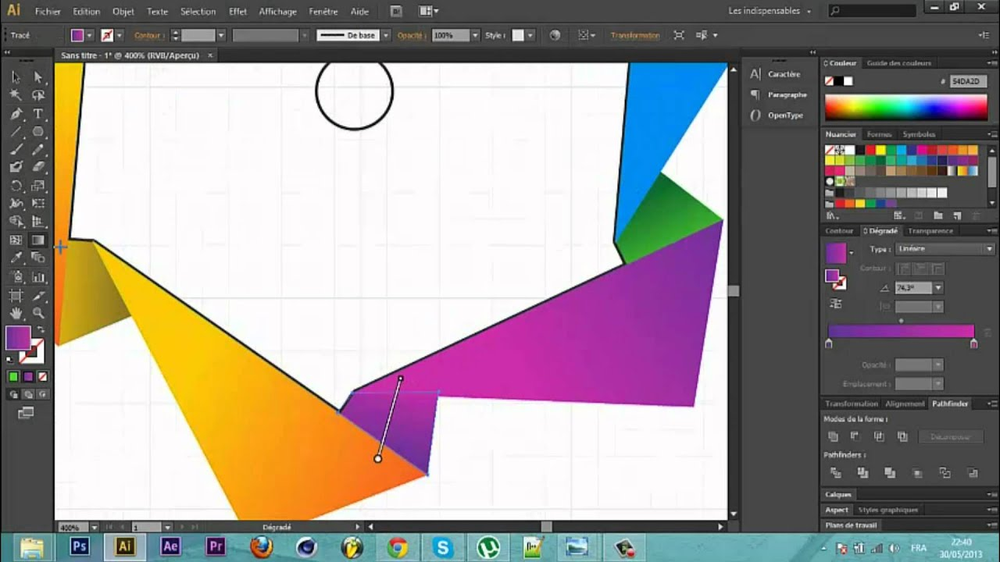 Ai Fichier Edition Objet Texte Sélection Effet Affichage Fenêtre Aide Br Les indispensables
Tracé Contour : De base Opacité : 100% Style : Transformation
Sans titre - 1* @ 400% (RVB/Aperçu) ×
Couleur Guide des couleurs
A Caractère
# 54DA2D
Paragraphe
O OpenType
Nuancier Formes Symboles
Contour Dégradé Transparence
Type : Linéaire
Contour :
74,3°
Opacité :
Emplacement :
Transformation Alignement Pathfinder
Modes de la forme :
Décomposer
Pathfinders :
Calques
Aspect Styles graphiques
Plans de travail
400% 1 Dégradé
Ps Ai Ae Pr FRA 22:40
30/05/2013